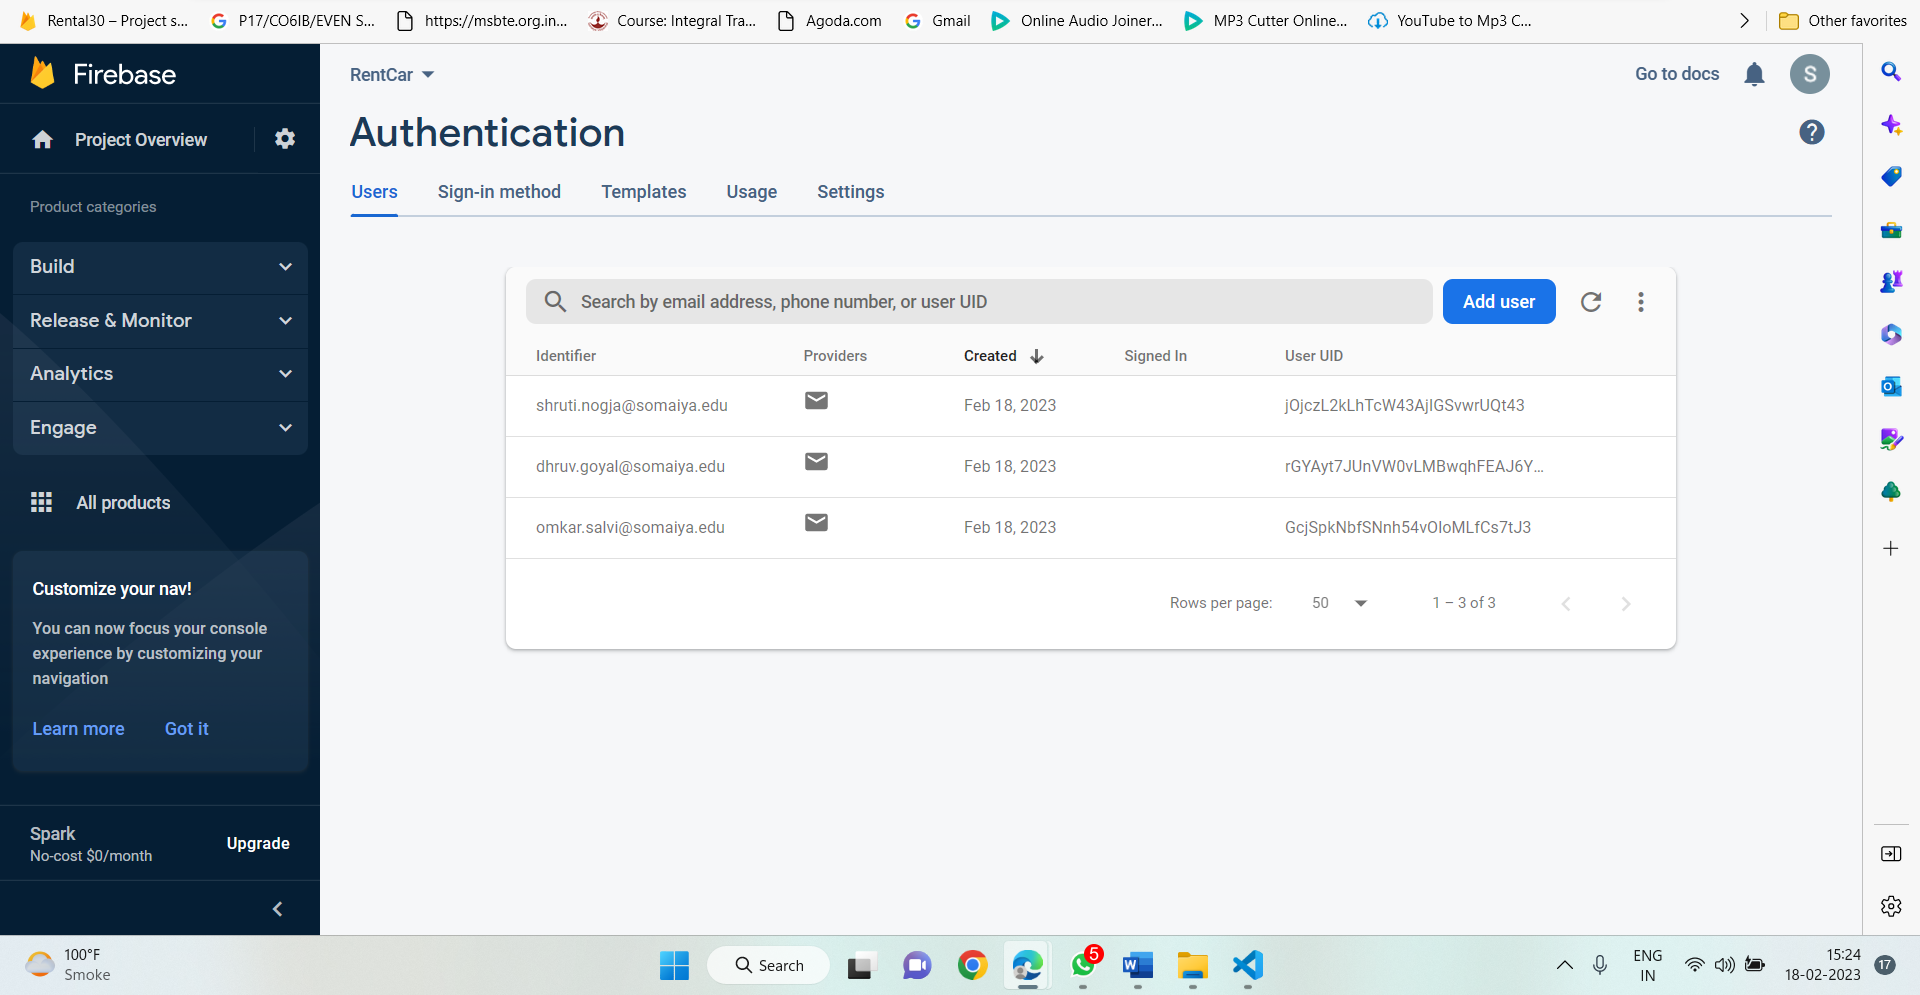 Rental30 – Project s...
P17/CO6IB/EVEN S...
https://msbte.org.in...
Course: Integral Tra...
Agoda.com
Gmail
Online Audio Joiner...
MP3 Cutter Online...
YouTube to Mp3 C...
Other favorites
Firebase
RentCar
Go to docs
S
Project Overview
Authentication
?
Users Sign-in method Templates Usage Settings
Product categories
Build
Release & Monitor
Analytics
Engage
All products
Search by email address, phone number, or user UID
Add user
Identifier Providers Created Signed In User UID
shruti.nogja@somaiya.edu Feb 18, 2023 jOjczL2kLhTcW43AjIGSvwrUQt43
dhruv.goyal@somaiya.edu Feb 18, 2023 rGYAyt7JUnVW0vLMBwqhFEAJ6Y...
omkar.salvi@somaiya.edu Feb 18, 2023 GcjSpkNbfSNnh54vOIoMLfCs7tJ3
Rows per page: 50 1 – 3 of 3
Customize your nav!
You can now focus your console
experience by customizing your
navigation
Learn more Got it
Spark
No-cost $0/month
Upgrade
100°F
Smoke
Search
5
ENG
IN
15:24
18-02-2023
17